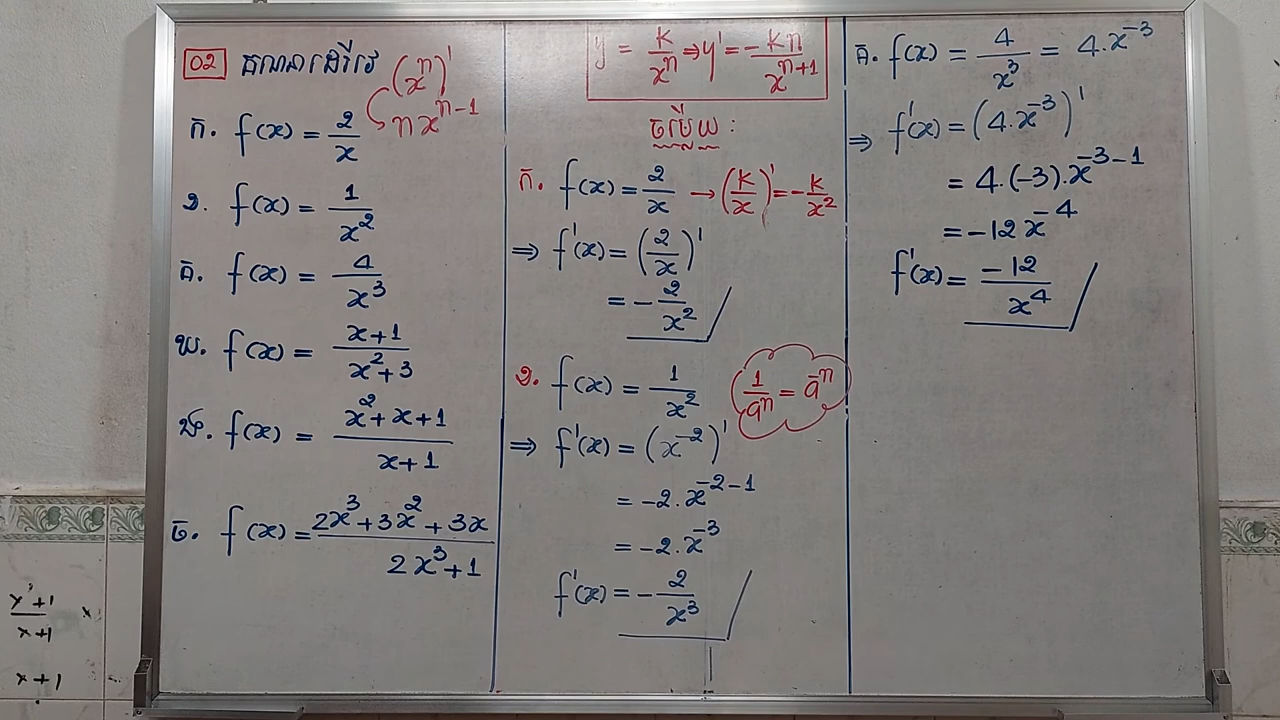 02 គណនាដេរីវេ
(xⁿ)'
nxⁿ⁻¹
ក. f(x) = 2/x
ខ. f(x) = 1/x²
គ. f(x) = 4/x³
ឃ. f(x) = (x+1)/(x²+3)
ង. f(x) = (x²+x+1)/(x+1)
ច. f(x) = (2x³+3x²+3x)/(2x³+1)
y = k/xⁿ ⇒ y' = -kn/xⁿ⁺¹
ចម្លើយ:
ក. f(x) = 2/x → (k/x)' = -k/x²
⇒ f'(x) = (2/x)'
= -2/x²
ខ. f(x) = 1/x²
1/aⁿ = a⁻ⁿ
⇒ f'(x) = (x⁻²)'
= -2.x⁻²⁻¹
= -2.x⁻³
f'(x) = -2/x³
គ. f(x) = 4/x³ = 4.x⁻³
⇒ f'(x) = (4.x⁻³)'
= 4.(-3).x⁻³⁻¹
= -12x⁻⁴
f'(x) = -12/x⁴
x+1
x+1